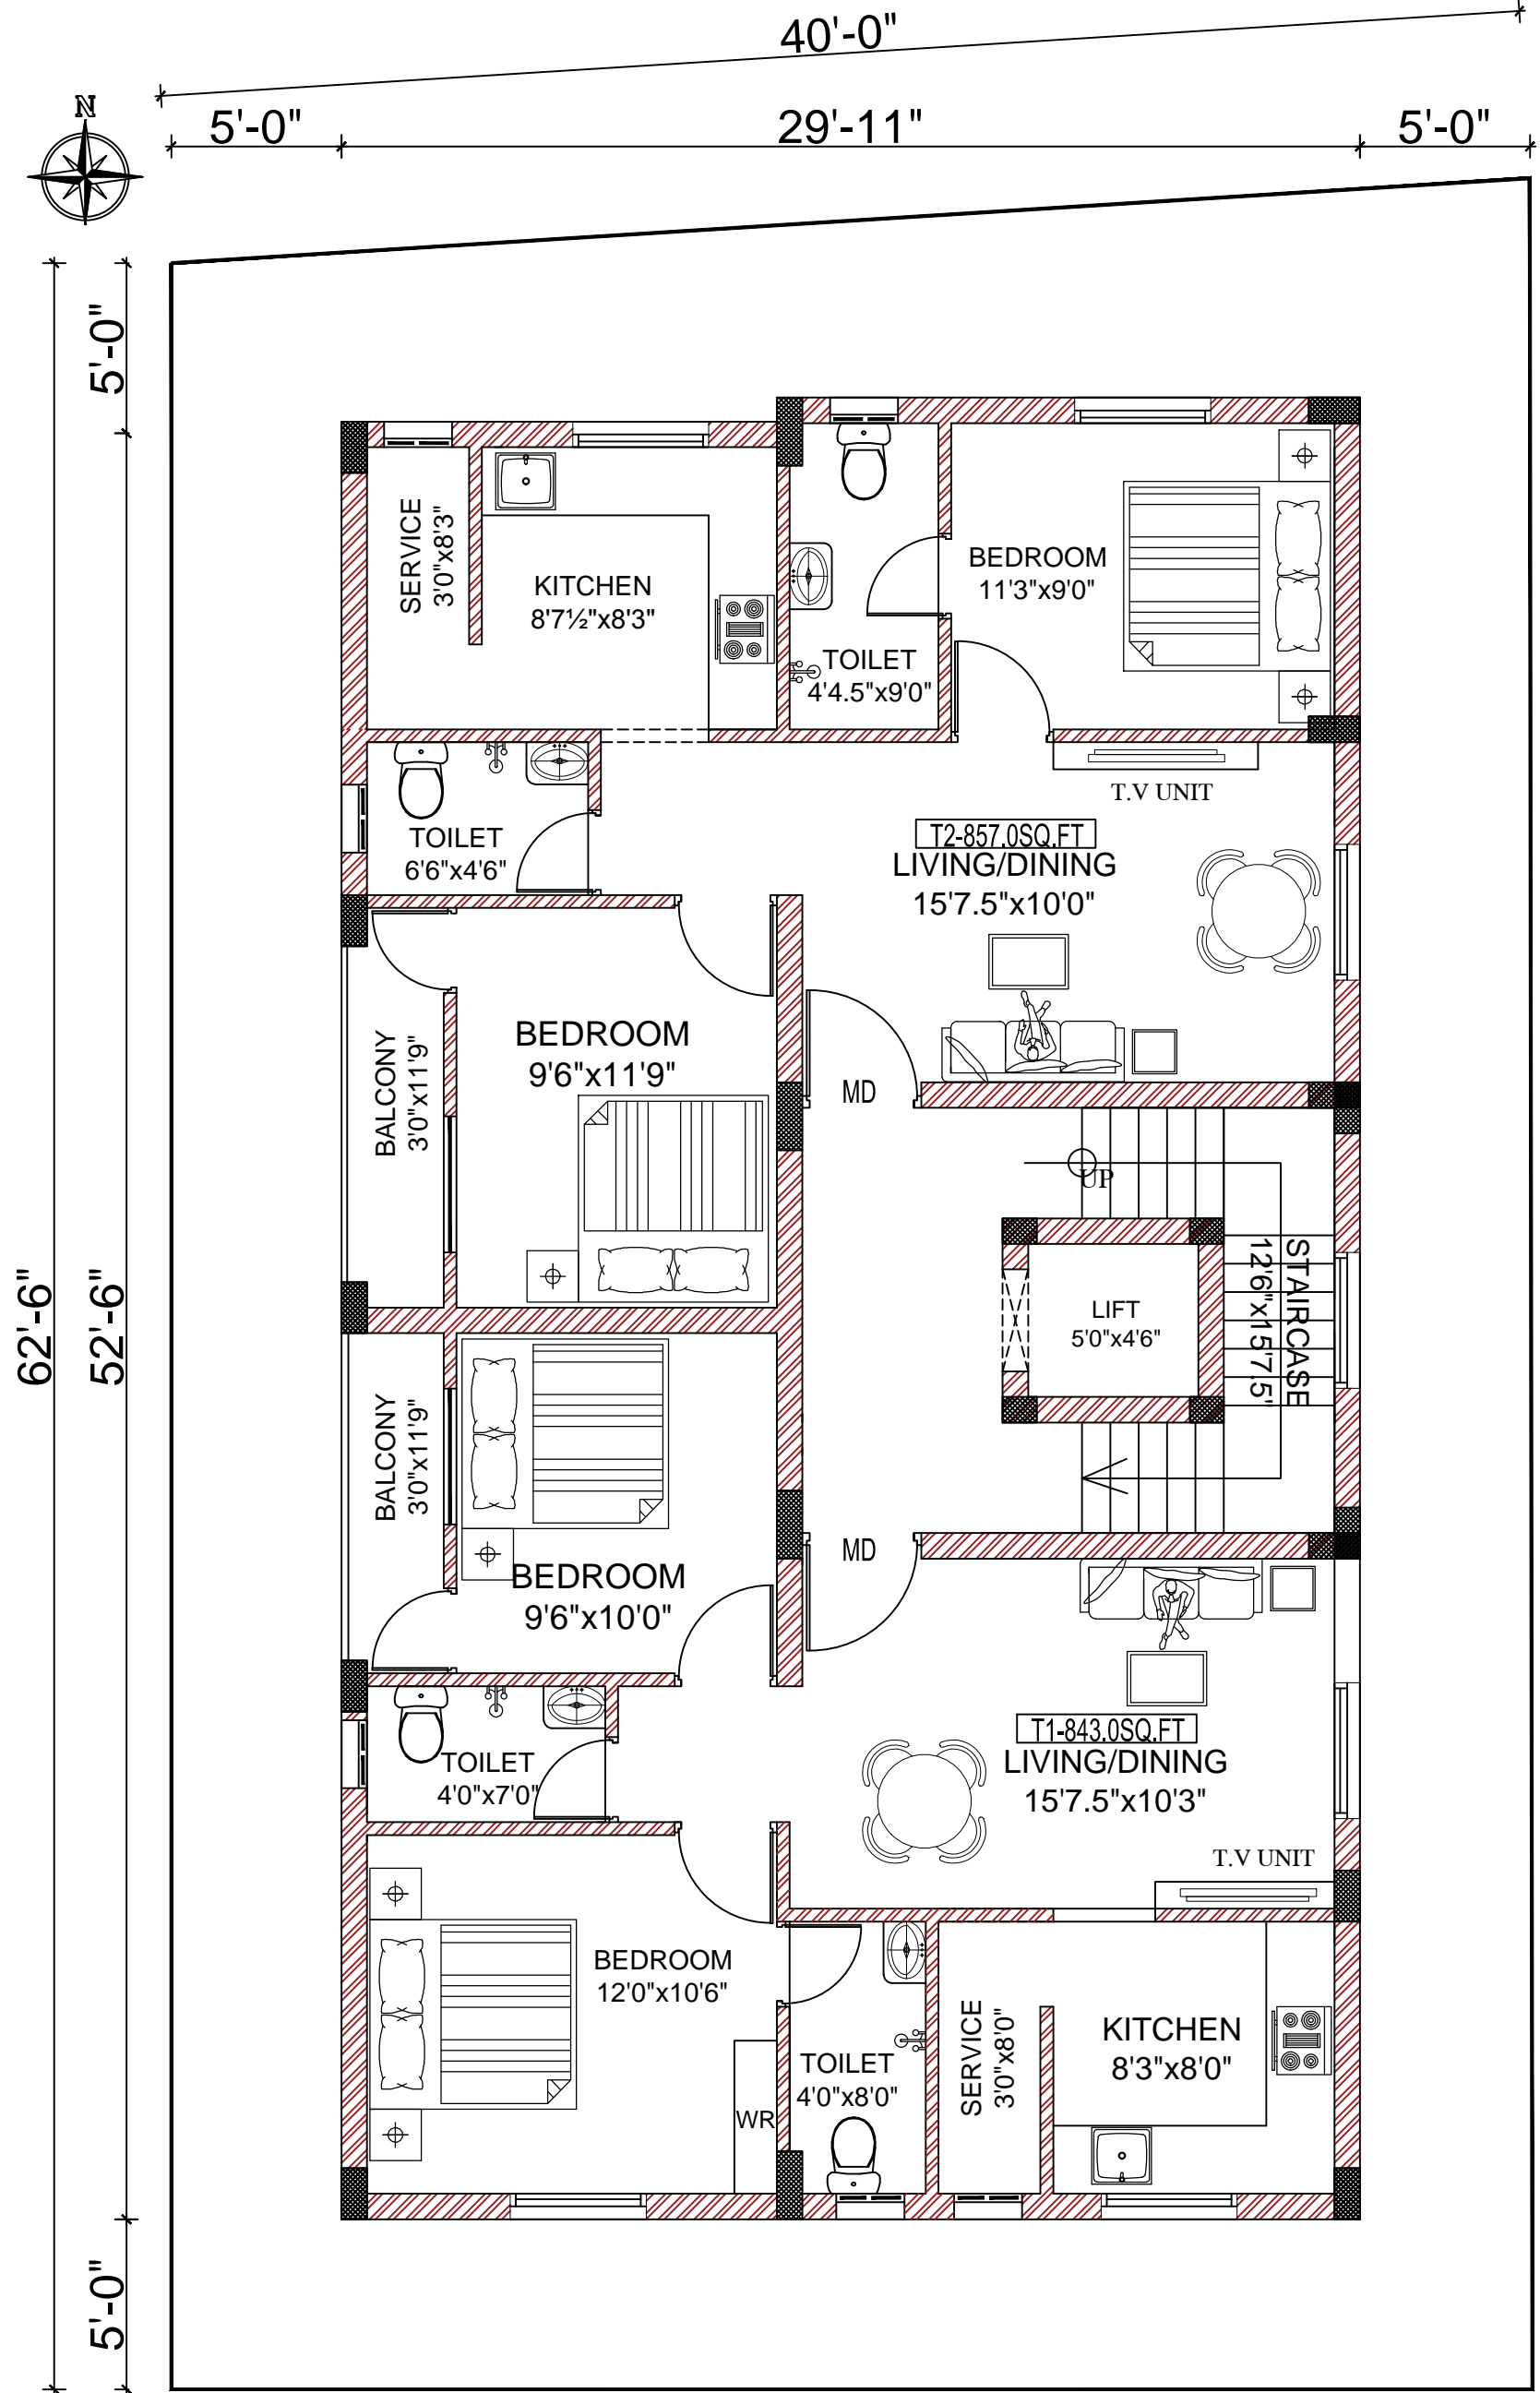 40'-0"
N
5'-0"
29'-11"
5'-0"
5'-0"
62'-6"
52'-6"
5'-0"
SERVICE
3'0"x8'3"
KITCHEN
8'7½"x8'3"
TOILET
4'4.5"x9'0"
BEDROOM
11'3"x9'0"
T.V UNIT
TOILET
6'6"x4'6"
T2-857.0SQ.FT
LIVING/DINING
15'7.5"x10'0"
BALCONY
3'0"x11'9"
BEDROOM
9'6"x11'9"
MD
UP
LIFT
5'0"x4'6"
STAIRCASE
12'6"x15'7.5'
BALCONY
3'0"x11'9"
BEDROOM
9'6"x10'0"
MD
TOILET
4'0"x7'0"
T1-843.0SQ.FT
LIVING/DINING
15'7.5"x10'3"
T.V UNIT
BEDROOM
12'0"x10'6"
WR
TOILET
4'0"x8'0"
SERVICE
3'0"x8'0"
KITCHEN
8'3"x8'0"